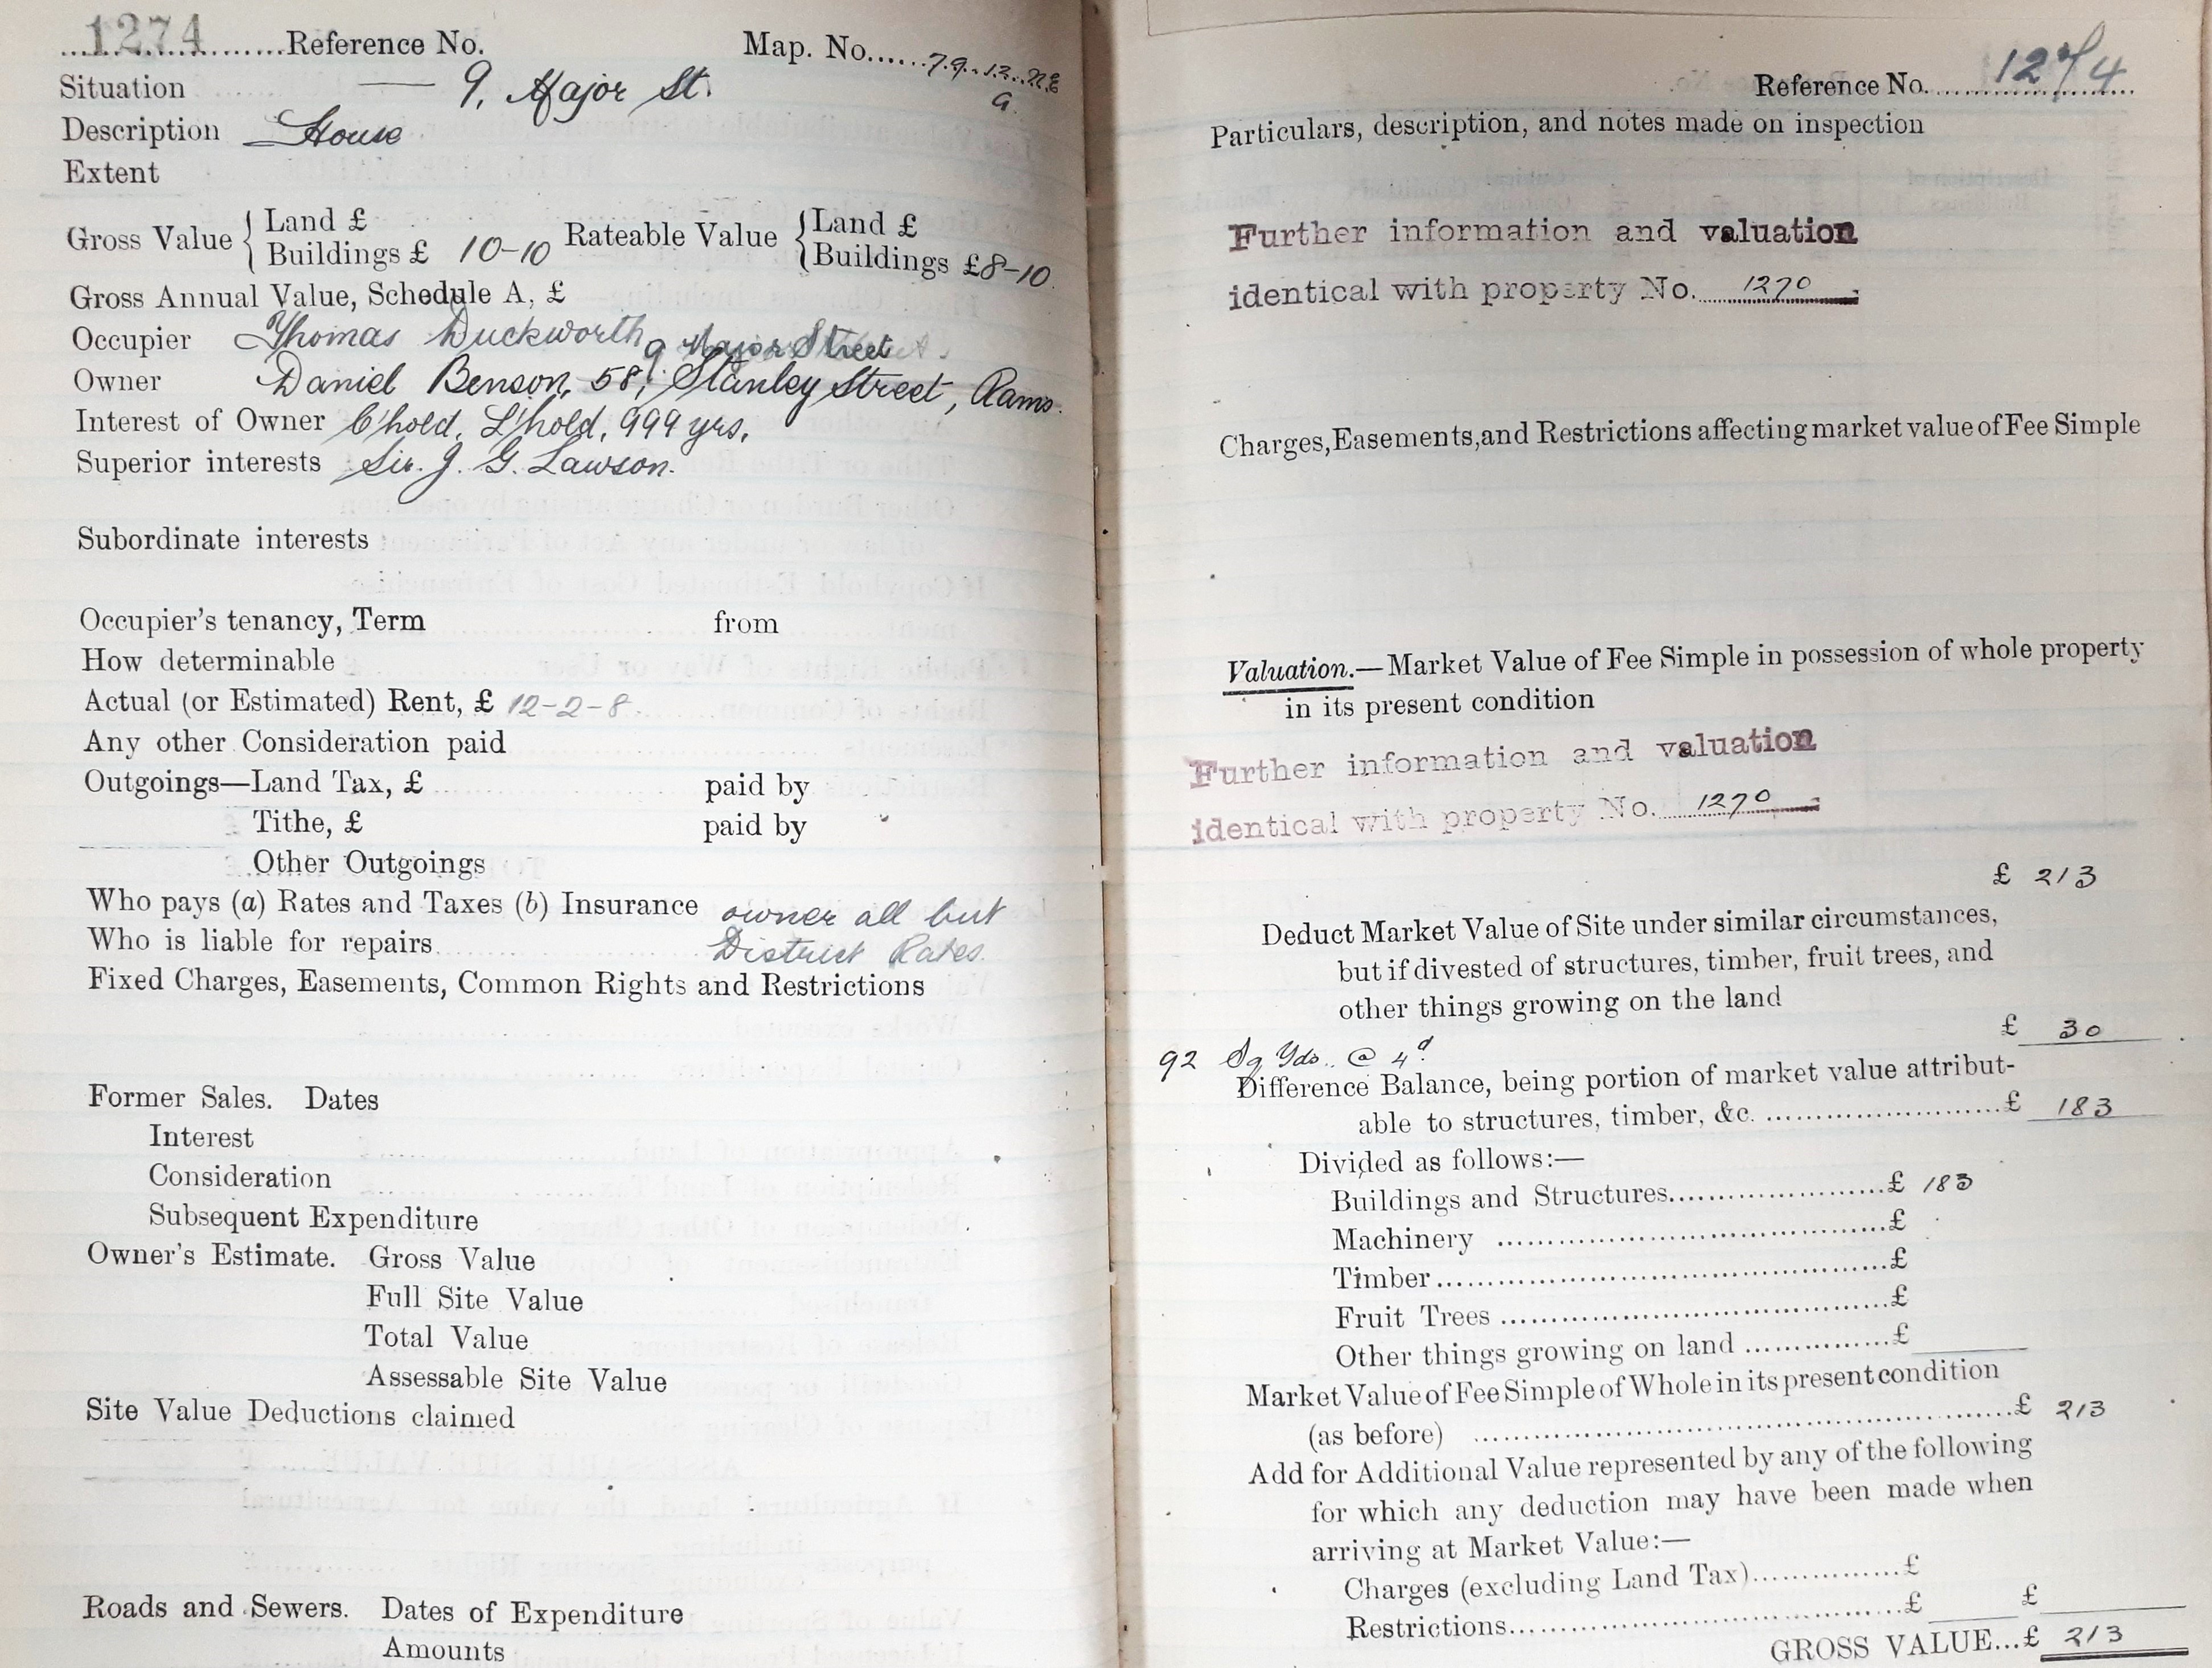 1274 Reference No. Map. No. 79.12.NE
9.
Situation — 9, Major St.
Description House
Extent
Gross Value { Land £ Rateable Value { Land £
Buildings £ 10-10 Buildings £8-10.
Gross Annual Value, Schedule A, £
Occupier Thomas Duckworth, 9 Major Street
Owner Daniel Benson, 58, Stanley Street, Rams.
Interest of Owner C'hold, L'hold, 999 yrs.
Superior interests Sir. J. G. Lawson.
Subordinate interests
Occupier's tenancy, Term from
How determinable
Actual (or Estimated) Rent, £ 12-2-8
Any other Consideration paid
Outgoings—Land Tax, £ paid by
Tithe, £ paid by
Other Outgoings
Who pays (a) Rates and Taxes (b) Insurance owner all but
Who is liable for repairs District Rates.
Fixed Charges, Easements, Common Rights and Restrictions
Former Sales. Dates
Interest
Consideration
Subsequent Expenditure
Owner's Estimate. Gross Value
Full Site Value
Total Value
Assessable Site Value
Site Value Deductions claimed
Roads and Sewers. Dates of Expenditure
Amounts
Reference No. 1274
Particulars, description, and notes made on inspection
Further information and valuation
identical with property No. 1270
Charges, Easements, and Restrictions affecting market value of Fee Simple
Valuation.—Market Value of Fee Simple in possession of whole property
in its present condition
Further information and valuation
identical with property No. 1270
£ 213
Deduct Market Value of Site under similar circumstances,
but if divested of structures, timber, fruit trees, and
other things growing on the land
£ 30
92 Sq Yds. @ 4d
Difference Balance, being portion of market value attribut-
able to structures, timber, &c. £ 183
Divided as follows:—
Buildings and Structures £ 183
Machinery £
Timber £
Fruit Trees £
Other things growing on land £
Market Value of Fee Simple of Whole in its present condition
(as before) £ 213
Add for Additional Value represented by any of the following
for which any deduction may have been made when
arriving at Market Value:—
Charges (excluding Land Tax) £
Restrictions £ £
GROSS VALUE...£ 213